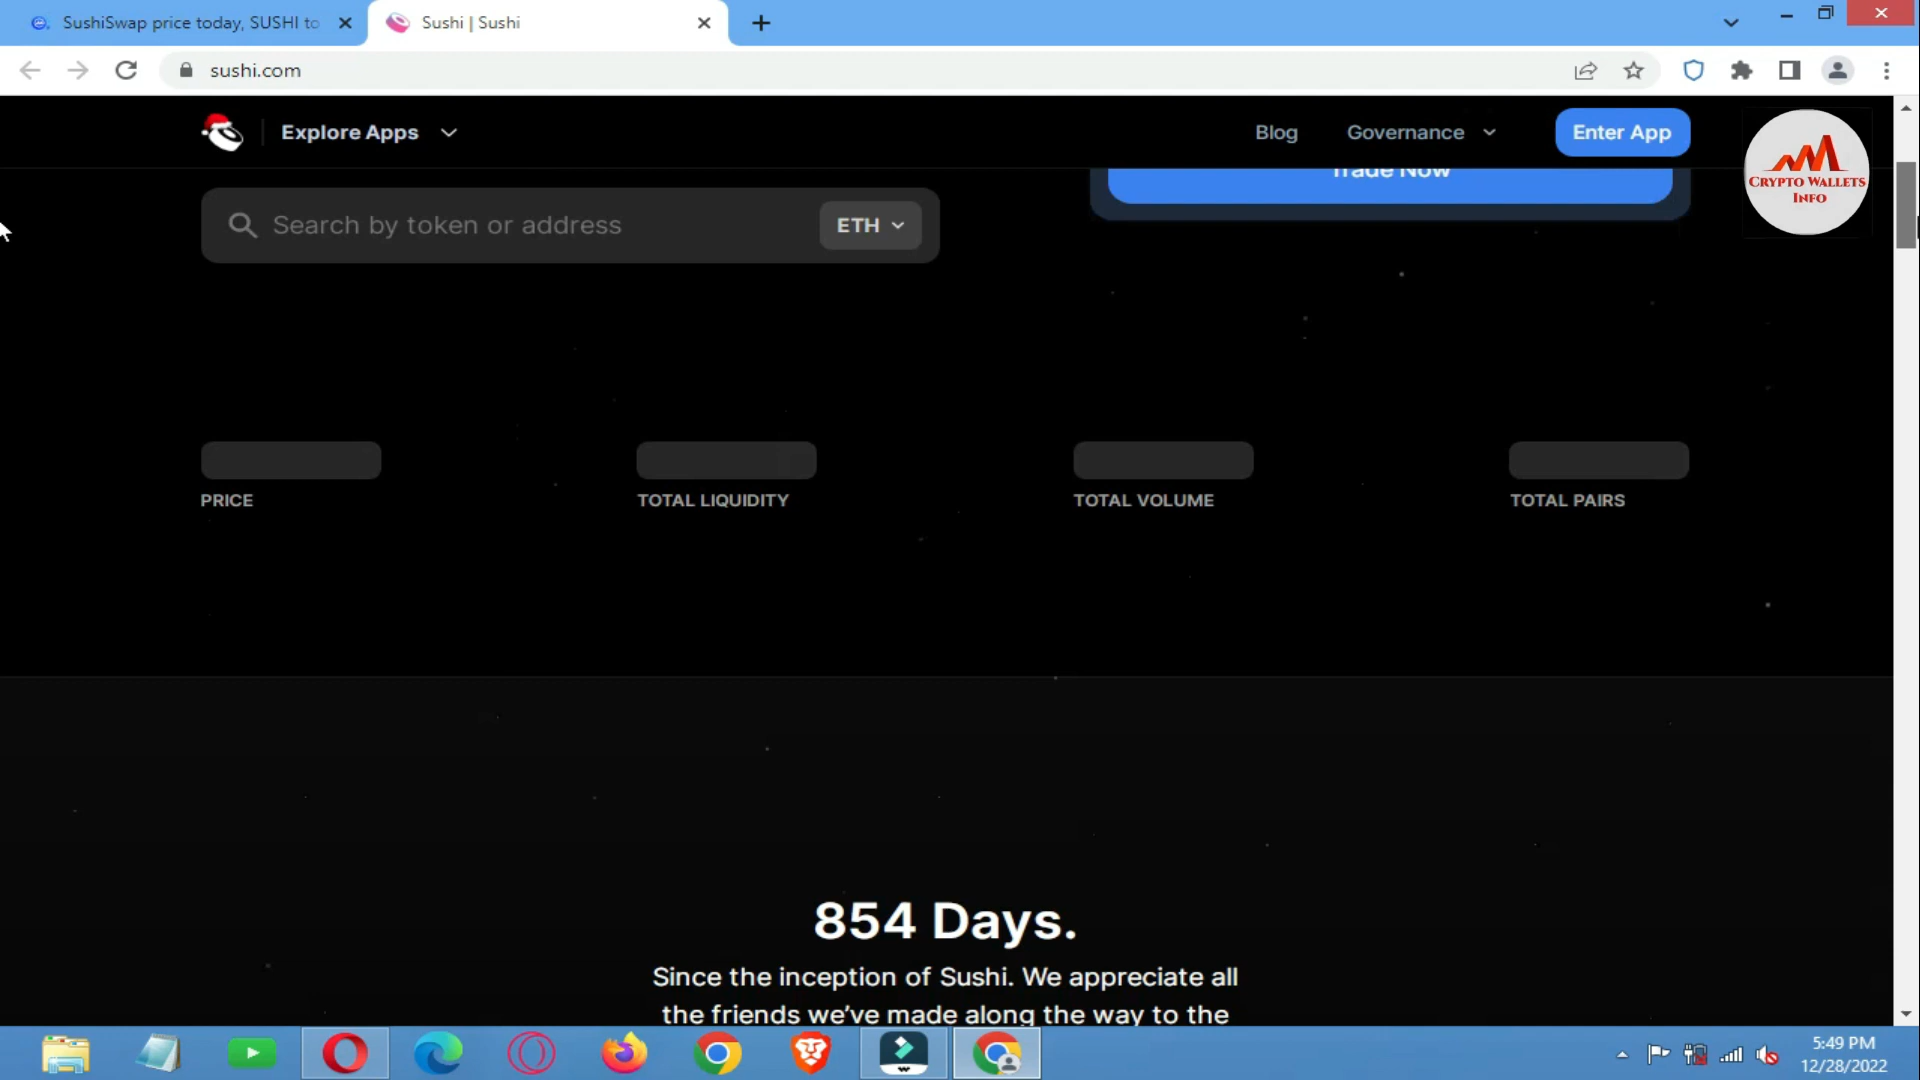 SushiSwap price today, SUSHI to
Sushi | Sushi
sushi.com
Explore Apps
Blog
Governance
Enter App
CRYPTO WALLETS
INFO
Trade Now
Search by token or address
ETH
PRICE
TOTAL LIQUIDITY
TOTAL VOLUME
TOTAL PAIRS
854 Days.
Since the inception of Sushi. We appreciate all
the friends we've made along the way to the
5:49 PM
12/28/2022